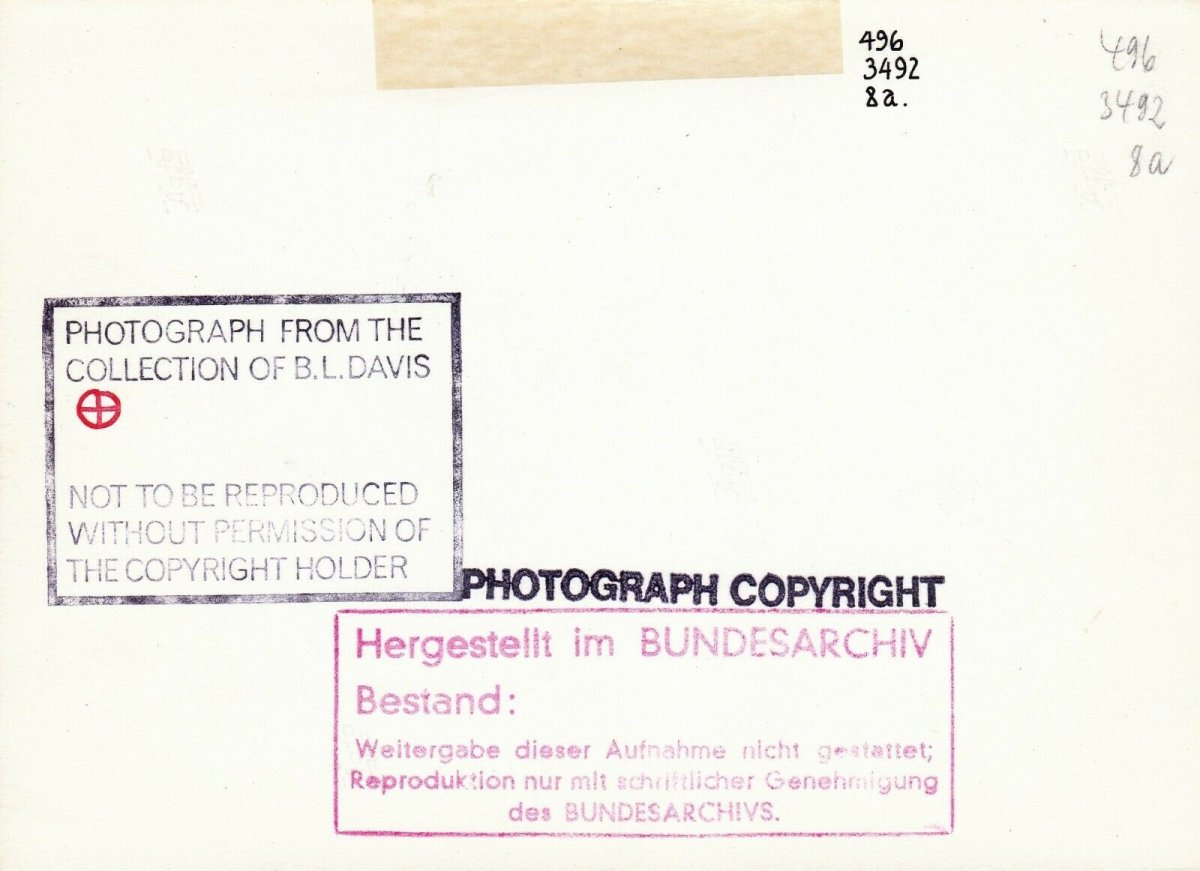 496
3492
8a.
496
3492
8a
PHOTOGRAPH FROM THE
COLLECTION OF B.L.DAVIS
NOT TO BE REPRODUCED
WITHOUT PERMISSION OF
THE COPYRIGHT HOLDER
PHOTOGRAPH COPYRIGHT
Hergestellt im BUNDESARCHIV
Bestand:
Weitergabe dieser Aufnahme nicht gestattet;
Reproduktion nur mit schriftlicher Genehmigung
des BUNDESARCHIVS.